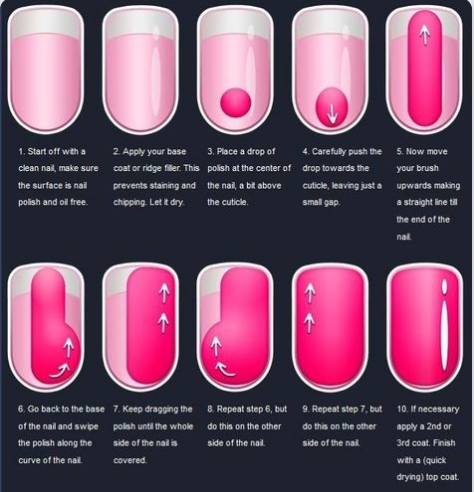 1. Start off with a
clean nail, make sure
the surface is nail
polish and oil free.
2. Apply your base
coat or ridge filler. This
prevents staining and
chipping. Let it dry.
3. Place a drop of
polish at the center of
the nail, a bit above
the cuticle.
4. Carefully push the
drop towards the
cuticle, leaving just a
small gap.
5. Now move
your brush
upwards making
a straight line till
the end of the
nail.
6. Go back to the base
of the nail and swipe
the polish along the
curve of the nail.
7. Keep dragging the
polish until the whole
side of the nail is
covered.
8. Repeat step 6, but
do this on the other
side of the nail.
9. Repeat step 7, but
do this on the other
side of the nail.
10. If necessary
apply a 2nd or
3rd coat. Finish
with a (quick
drying) top coat.